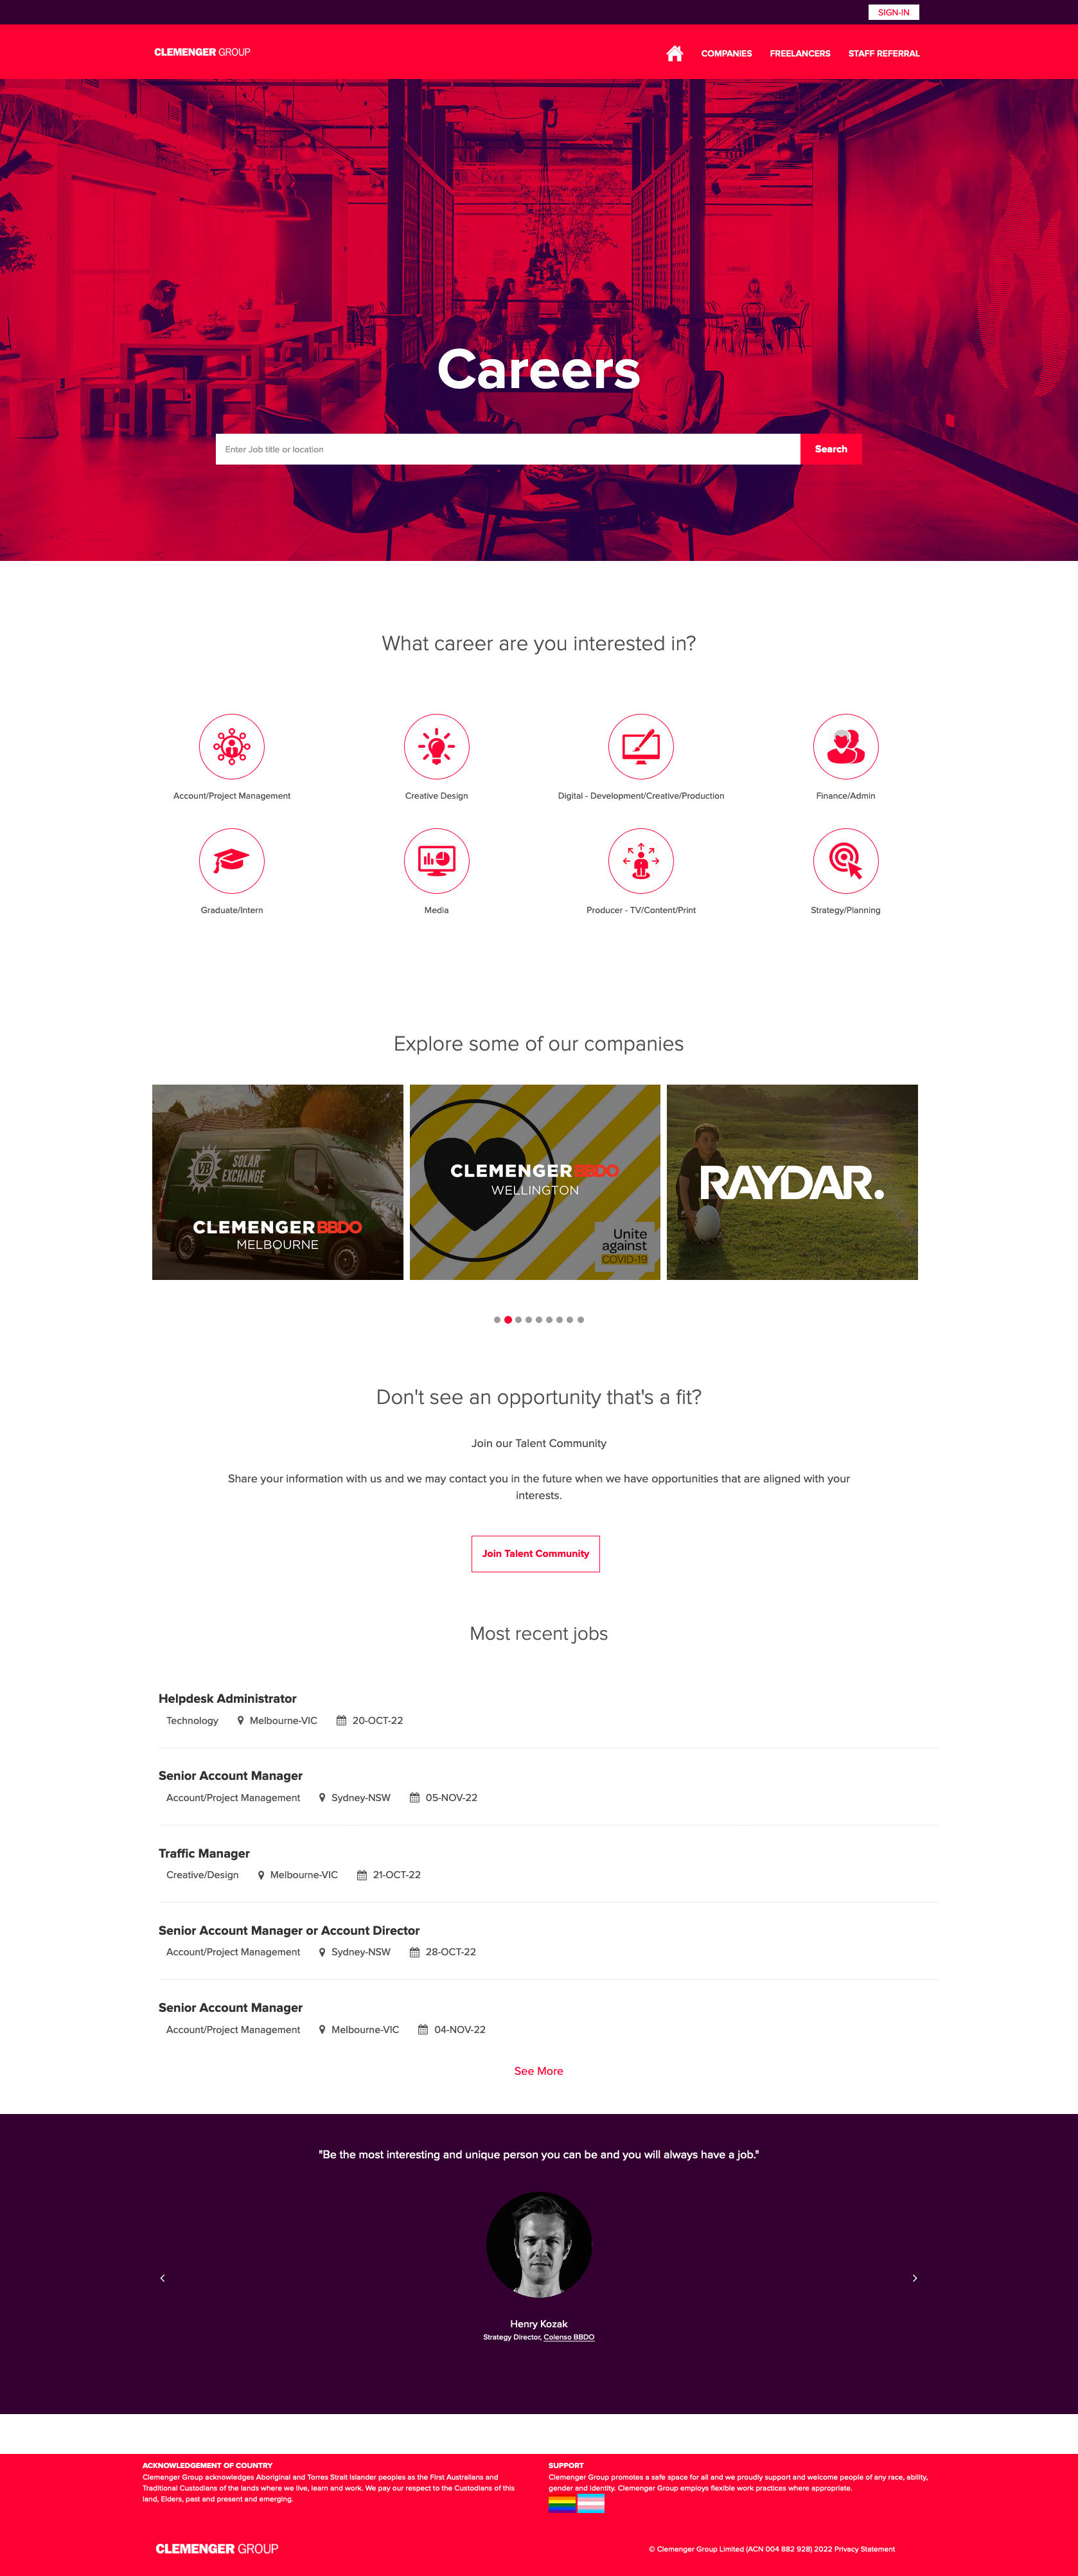 SIGN-IN
CLEMENGER GROUP
COMPANIES
FREELANCERS
STAFF REFERRAL
Careers
Enter Job title or location
Search
What career are you interested in?
Account/Project Management
Creative Design
Digital - Development/Creative/Production
Finance/Admin
Graduate/Intern
Media
Producer - TV/Content/Print
Strategy/Planning
Explore some of our companies
VB
SOLAR
EXCHANGE
CLEMENGER BBDO
MELBOURNE
CLEMENGER BBDO
WELLINGTON
Unite
against
COVID-19
RAYDAR.
Don't see an opportunity that's a fit?
Join our Talent Community
Share your information with us and we may contact you in the future when we have opportunities that are aligned with your
interests.
Join Talent Community
Most recent jobs
Helpdesk Administrator
Technology Melbourne-VIC 20-OCT-22
Senior Account Manager
Account/Project Management Sydney-NSW 05-NOV-22
Traffic Manager
Creative/Design Melbourne-VIC 21-OCT-22
Senior Account Manager or Account Director
Account/Project Management Sydney-NSW 28-OCT-22
Senior Account Manager
Account/Project Management Melbourne-VIC 04-NOV-22
See More
"Be the most interesting and unique person you can be and you will always have a job."
Henry Kozak
Strategy Director, Colenso BBDO
ACKNOWLEDGEMENT OF COUNTRY
Clemenger Group acknowledges Aboriginal and Torres Strait Islander peoples as the First Australians and
Traditional Custodians of the lands where we live, learn and work. We pay our respect to the Custodians of this
land, Elders, past and present and emerging.
SUPPORT
Clemenger Group promotes a safe space for all and we proudly support and welcome people of any race, ability,
gender and identity. Clemenger Group employs flexible work practices where appropriate.
CLEMENGER GROUP
© Clemenger Group Limited (ACN 004 882 928) 2022 Privacy Statement